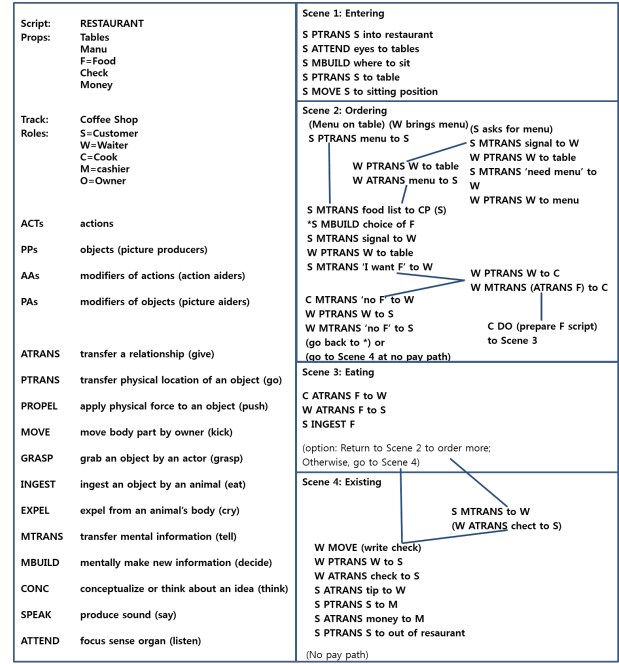 Script: RESTAURANT
Props: Tables
Manu
F=Food
Check
Money
Track: Coffee Shop
Roles: S=Customer
W=Waiter
C=Cook
M=cashier
O=Owner
ACTs actions
PPs objects (picture producers)
AAs modifiers of actions (action aiders)
PAs modifiers of objects (picture aiders)
ATRANS transfer a relationship (give)
PTRANS transfer physical location of an object (go)
PROPEL apply physical force to an object (push)
MOVE move body part by owner (kick)
GRASP grab an object by an actor (grasp)
INGEST ingest an object by an animal (eat)
EXPEL expel from an animal's body (cry)
MTRANS transfer mental information (tell)
MBUILD mentally make new information (decide)
CONC conceptualize or think about an idea (think)
SPEAK produce sound (say)
ATTEND focus sense organ (listen)
Scene 1: Entering
S PTRANS S into restaurant
S ATTEND eyes to tables
S MBUILD where to sit
S PTRANS S to table
S MOVE S to sitting position
Scene 2: Ordering
(Menu on table) (W brings menu) (S asks for menu)
S PTRANS menu to S
S MTRANS signal to W
W PTRANS W to table
S MTRANS 'need menu' to
W
W PTRANS W to menu
W PTRANS W to table
W ATRANS menu to S
S MTRANS food list to CP (S)
*S MBUILD choice of F
S MTRANS signal to W
W PTRANS W to table
S MTRANS 'I want F' to W
W PTRANS W to C
W MTRANS (ATRANS F) to C
C MTRANS 'no F' to W
W PTRANS W to S
W MTRANS 'no F' to S
(go back to *) or
(go to Scene 4 at no pay path)
C DO (prepare F script)
to Scene 3
Scene 3: Eating
C ATRANS F to W
W ATRANS F to S
S INGEST F
(option: Return to Scene 2 to order more;
Otherwise, go to Scene 4)
Scene 4: Existing
S MTRANS to W
(W ATRANS chect to S)
W MOVE (write check)
W PTRANS W to S
W ATRANS check to S
S ATRANS tip to W
S PTRANS S to M
S ATRANS money to M
S PTRANS S to out of resaurant
(No pay path)